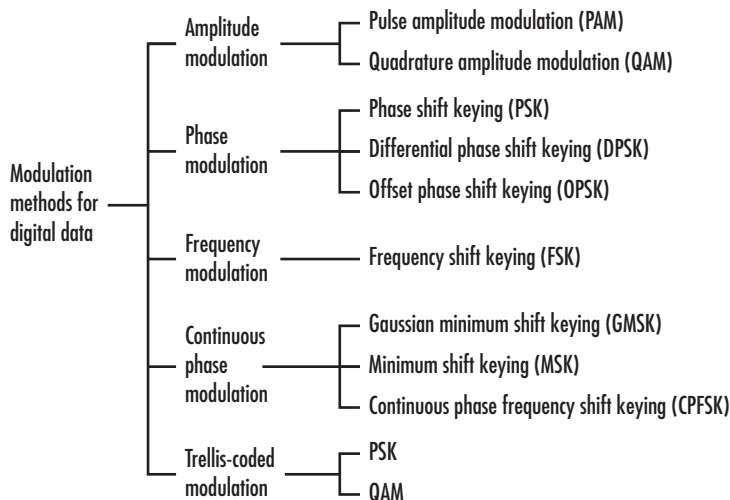 Modulation
methods for
digital data
Amplitude
modulation
Pulse amplitude modulation (PAM)
Quadrature amplitude modulation (QAM)
Phase
modulation
Phase shift keying (PSK)
Differential phase shift keying (DPSK)
Offset phase shift keying (OPSK)
Frequency
modulation
Frequency shift keying (FSK)
Continuous
phase
modulation
Gaussian minimum shift keying (GMSK)
Minimum shift keying (MSK)
Continuous phase frequency shift keying (CPFSK)
Trellis-coded
modulation
PSK
QAM